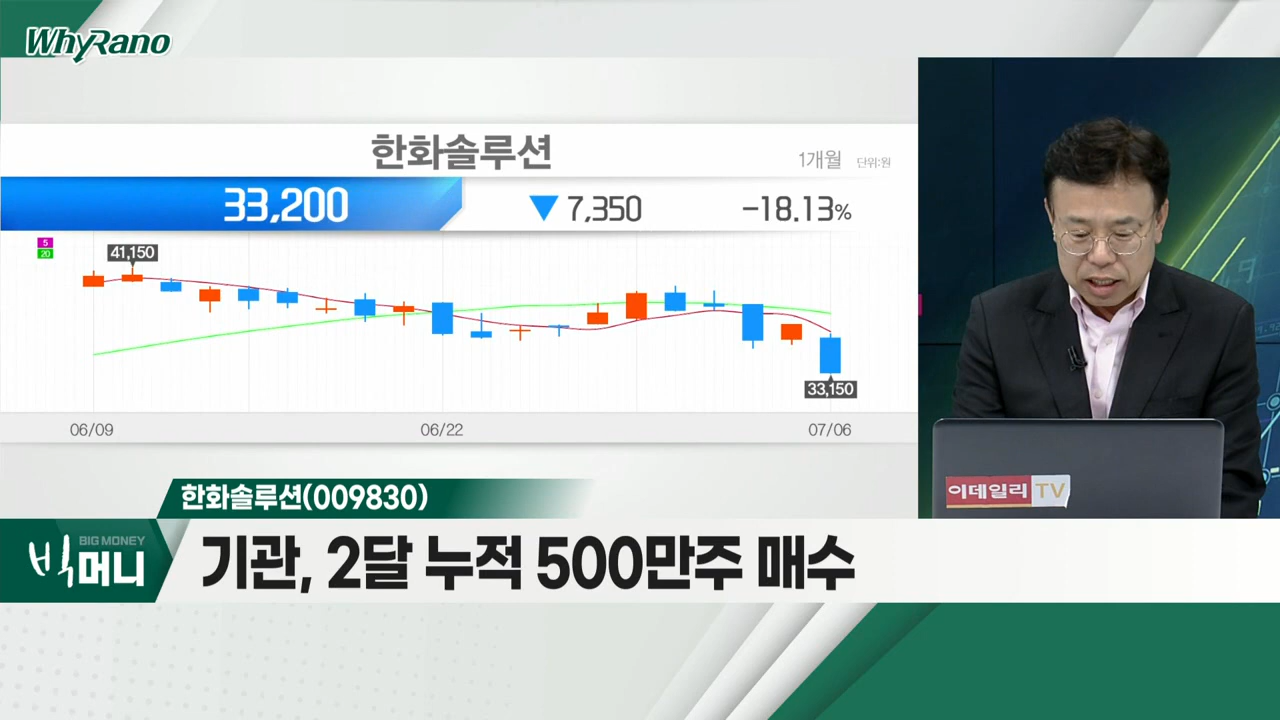 WhyRano
한화솔루션
1개월 단위:원
33,200 ▼ 7,350 -18.13%
5
20
41,150
33,150
06/09 06/22 07/06
이데일리 TV
한화솔루션(009830)
BIG MONEY
빅머니
기관, 2달 누적 500만주 매수